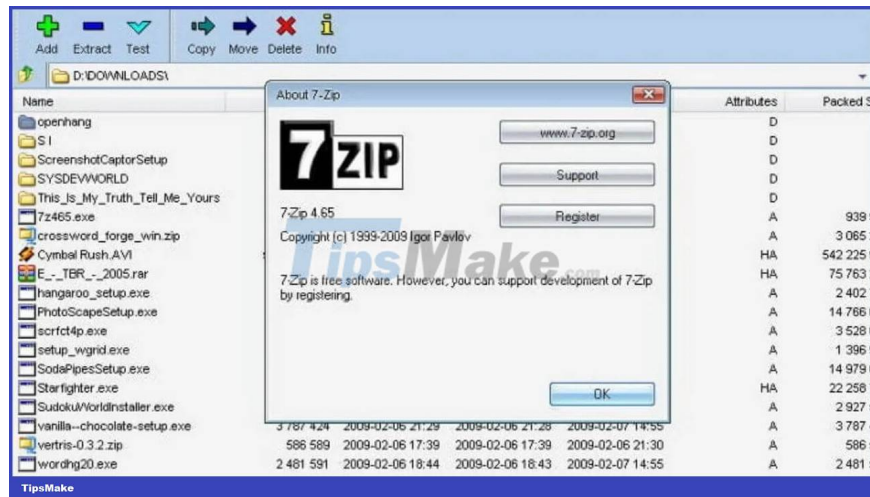 Add Extract Test Copy Move Delete Info
D:\DOWNLOADS\
Name Attributes Packed S
About 7-Zip
7 ZIP
www.7-zip.org
Support
Register
7-Zip 4.65
Copyright (c) 1999-2009 Igor Pavlov
7-Zip is free software. However, you can support development of 7-Zip
by registering.
OK
TipsMake.com
openhang D
S I D
ScreenshotCaptorSetup D
SYSDEVWORLD D
This_Is_My_Truth_Tell_Me_Yours D
7z465.exe A 939
crossword_forge_win.zip A 3 065
Cymbal Rush.AVI HA 542 225
E_-_TBR_-_2005.rar HA 75 763
hangaroo_setup.exe A 2 402
PhotoScapeSetup.exe A 14 766
scrfct4p.exe A 3 528
setup_wgrid.exe A 1 396
SodaPipesSetup.exe A 14 979
Starfighter.exe HA 22 258
SudokuWorldInstaller.exe A 2 927
vanilla--chocolate-setup.exe 3 787 424 2009-02-06 21:29 2009-02-06 21:28 2009-02-07 14:55 A 3 787
vertris-0.3.2.zip 586 589 2009-02-06 17:39 2009-02-06 17:39 2009-02-06 21:30 A 586
wordhg20.exe 2 481 591 2009-02-06 18:44 2009-02-06 18:43 2009-02-07 14:55 A 2 481
TipsMake